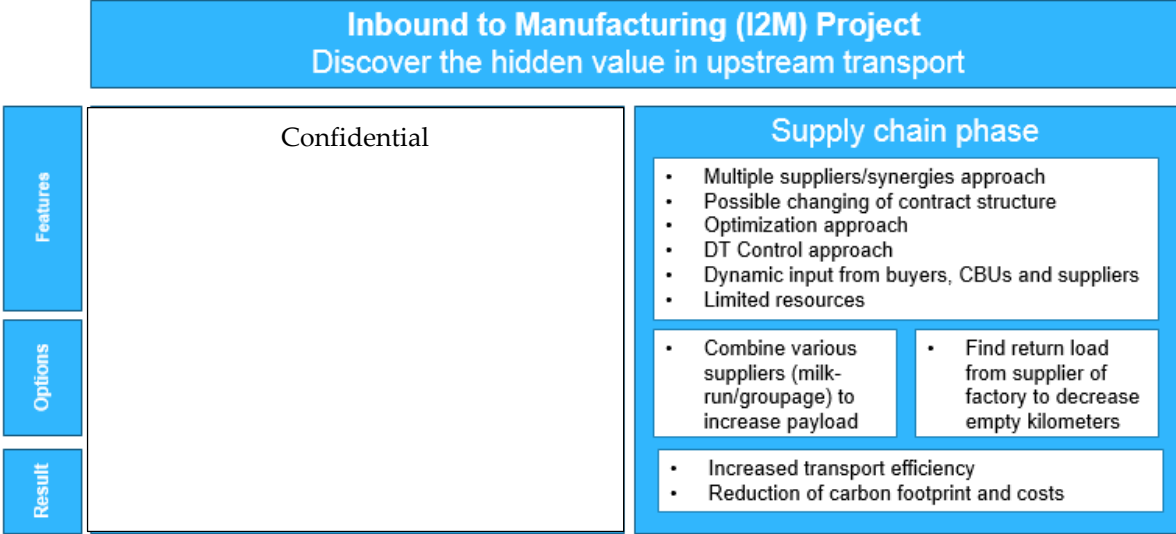 Inbound to Manufacturing (I2M) Project
Discover the hidden value in upstream transport
Features
Confidential
Supply chain phase
• Multiple suppliers/synergies approach
• Possible changing of contract structure
• Optimization approach
• DT Control approach
• Dynamic input from buyers, CBUs and suppliers
• Limited resources
Options
• Combine various
suppliers (milk-
run/groupage) to
increase payload
• Find return load
from supplier of
factory to decrease
empty kilometers
Result
• Increased transport efficiency
• Reduction of carbon footprint and costs